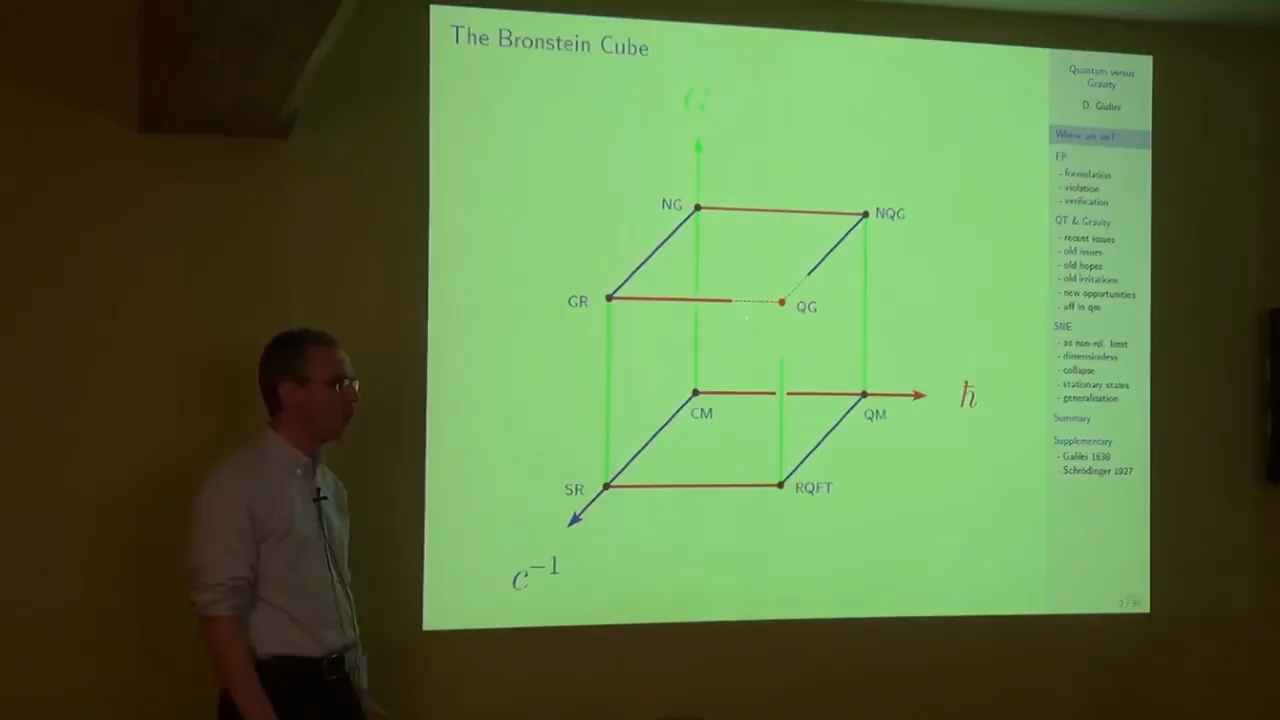 The Bronstein Cube
G
NG
NQG
GR
QG
CM
QM
ħ
SR
RQFT
c⁻¹
Quantum versus
Gravity
D. Giulini
Where are we?
EP
- formulation
- violation
- verification
QT & Gravity
- recent issues
- old issues
- old hopes
- old irritations
- new opportunities
- uff in qm
SNE
- as non-rel. limit
- dimensionless
- collapse
- stationary states
- generalisation
Summary
Supplementary
- Galilei 1638
- Schrödinger 1927